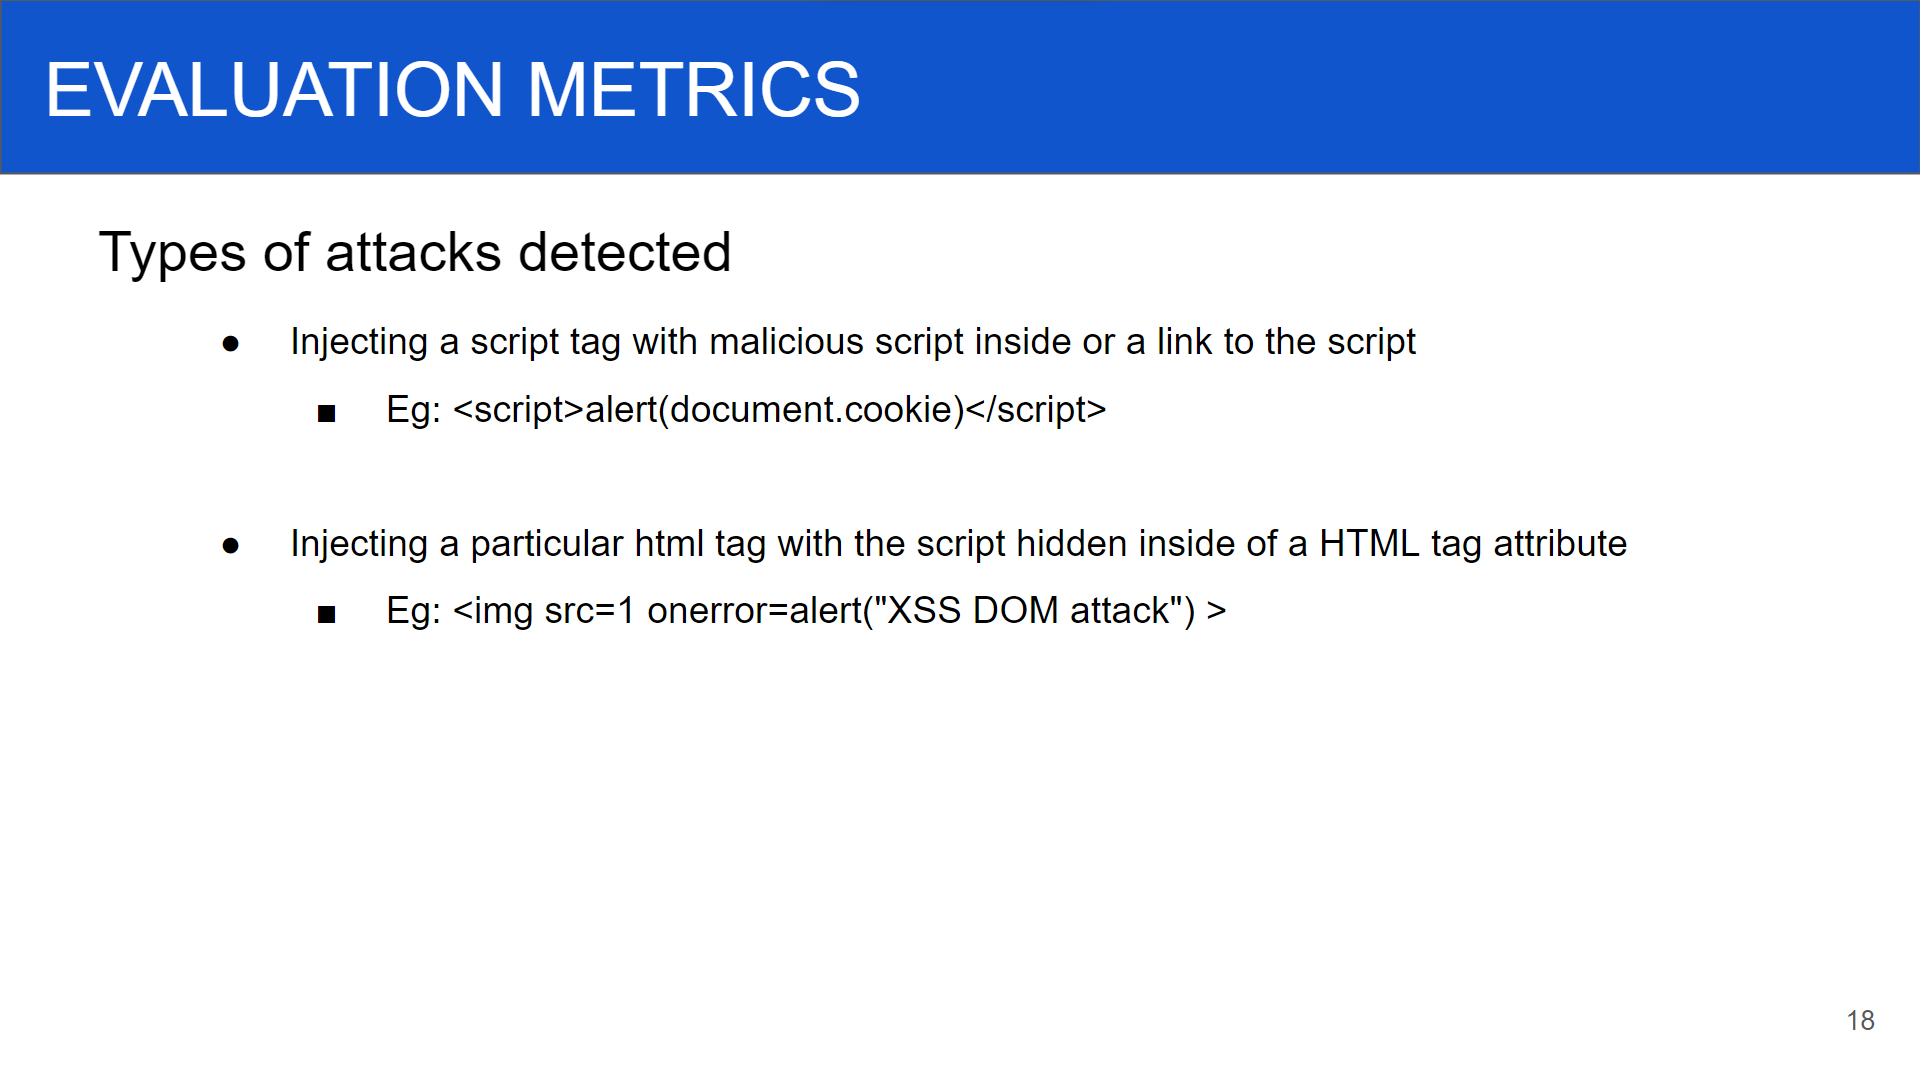 EVALUATION METRICS
Types of attacks detected
● Injecting a script tag with malicious script inside or a link to the script
■ Eg: <script>alert(document.cookie)</script>
● Injecting a particular html tag with the script hidden inside of a HTML tag attribute
■ Eg: <img src=1 onerror=alert("XSS DOM attack") >
18